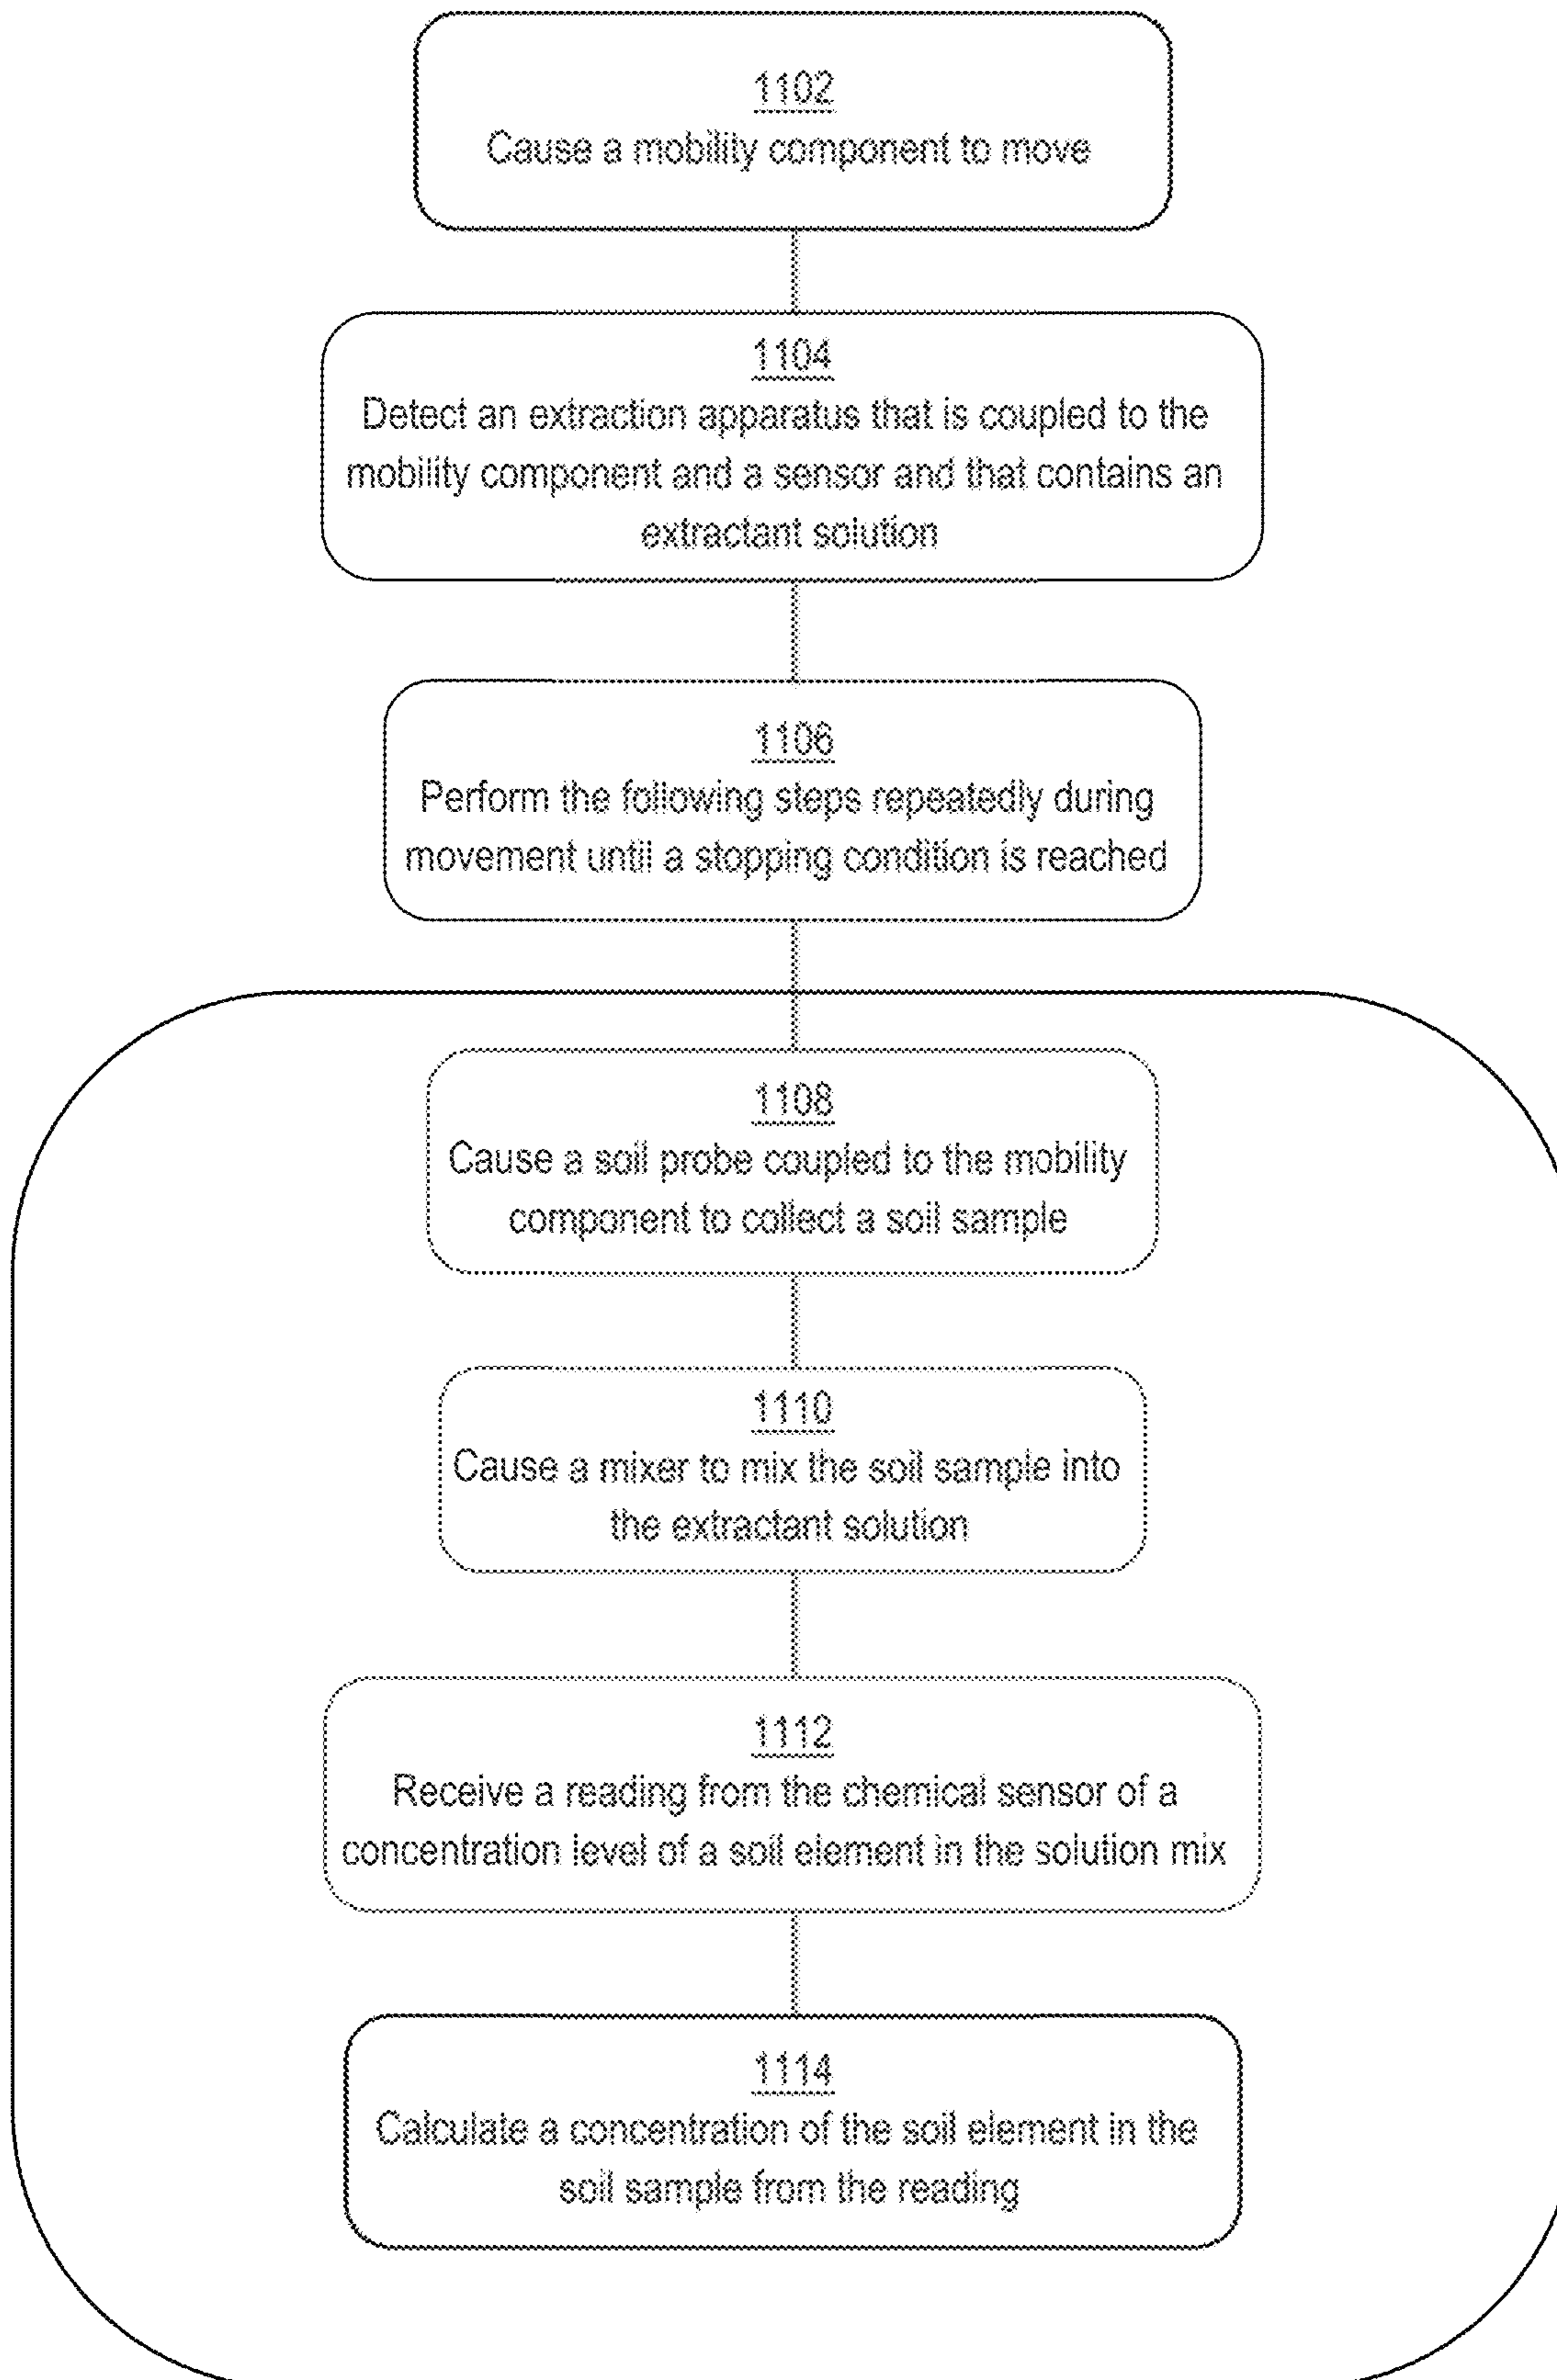 1102
Cause a mobility component to move
1104
Detect an extraction apparatus that is coupled to the
mobility component and a sensor and that contains an
extractant solution
1106
Perform the following steps repeatedly during
movement until a stopping condition is reached
1108
Cause a soil probe coupled to the mobility
component to collect a soil sample
1110
Cause a mixer to mix the soil sample into
the extractant solution
1112
Receive a reading from the chemical sensor of a
concentration level of a soil element in the solution mix
1114
Calculate a concentration of the soil element in the
soil sample from the reading